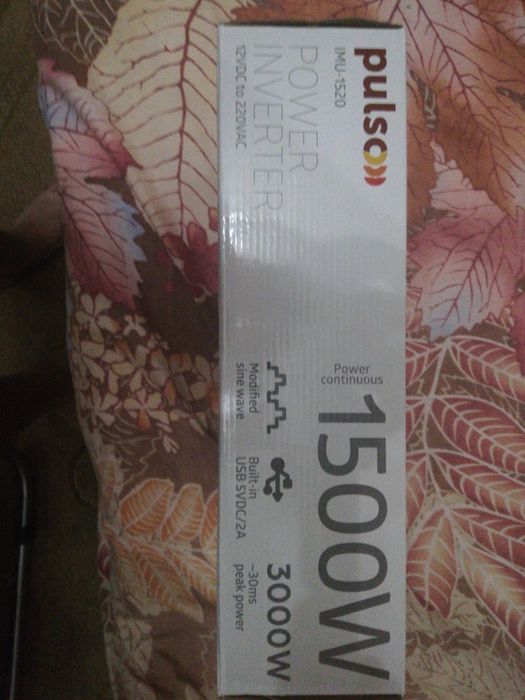 pulso
IMU-1520
POWER
INVERTER
12VDC to 220VAC
Power
continuous
1500W
Modified
sine wave
Built-in
USB 5VDC/2A
3000W
~30ms
peak power